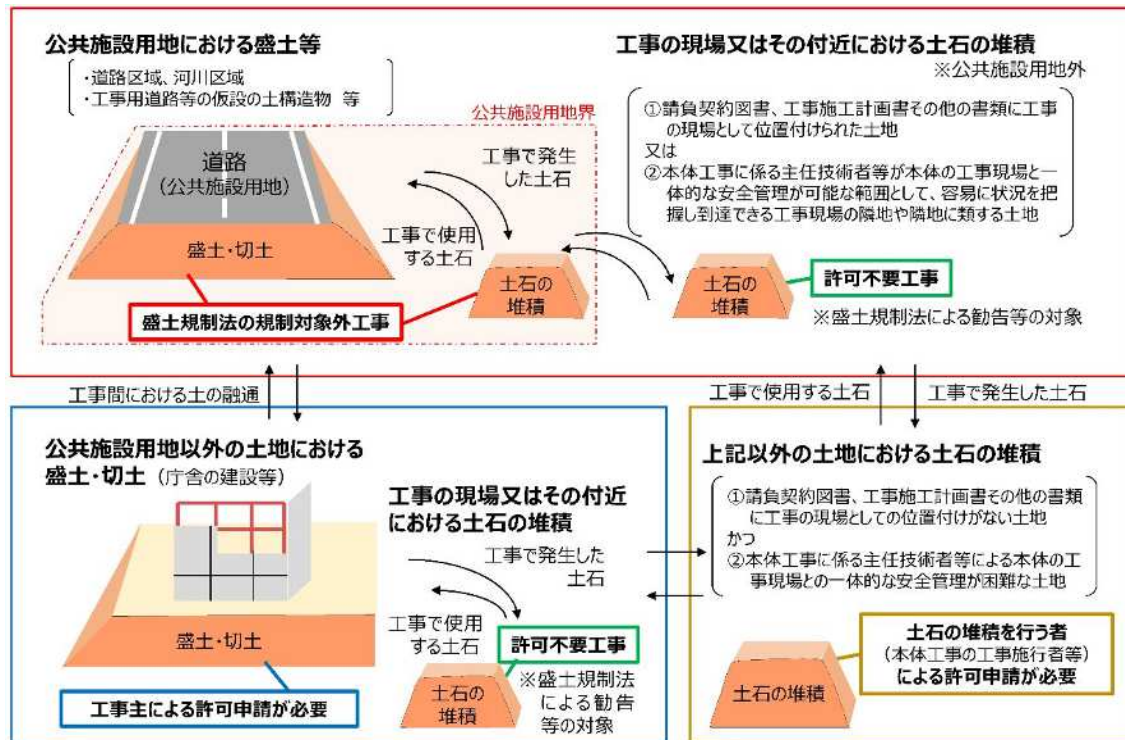 公共施設用地における盛土等
・道路区域、河川区域
・工事用道路等の仮設の土構造物 等
公共施設用地界
道路
(公共施設用地)
盛土・切土
工事で発生
した土石
工事で使用
する土石
土石の
堆積
盛土規制法の規制対象外工事
工事の現場又はその付近における土石の堆積
※公共施設用地外
①請負契約図書、工事施工計画書その他の書類に工事
の現場として位置付けられた土地
又は
②本体工事に係る主任技術者等が本体の工事現場と一
体的な安全管理が可能な範囲として、容易に状況を把
握し到達できる工事現場の隣地や隣地に類する土地
土石の
堆積
許可不要工事
※盛土規制法による勧告等の対象
工事間における土の融通
工事で使用する土石
工事で発生した土石
公共施設用地以外の土地における
盛土・切土 (庁舎の建設等)
盛土・切土
工事主による許可申請が必要
工事の現場又はその付近
における土石の堆積
工事で発生した
土石
工事で使用
する土石
許可不要工事
土石の
堆積
※盛土規制法
による勧告
等の対象
上記以外の土地における土石の堆積
①請負契約図書、工事施工計画書その他の書類
に工事の現場としての位置付けがない土地
かつ
②本体工事に係る主任技術者等による本体の工
事現場との一体的な安全管理が困難な土地
土石の堆積
土石の堆積を行う者
(本体工事の工事施行者等)
による許可申請が必要